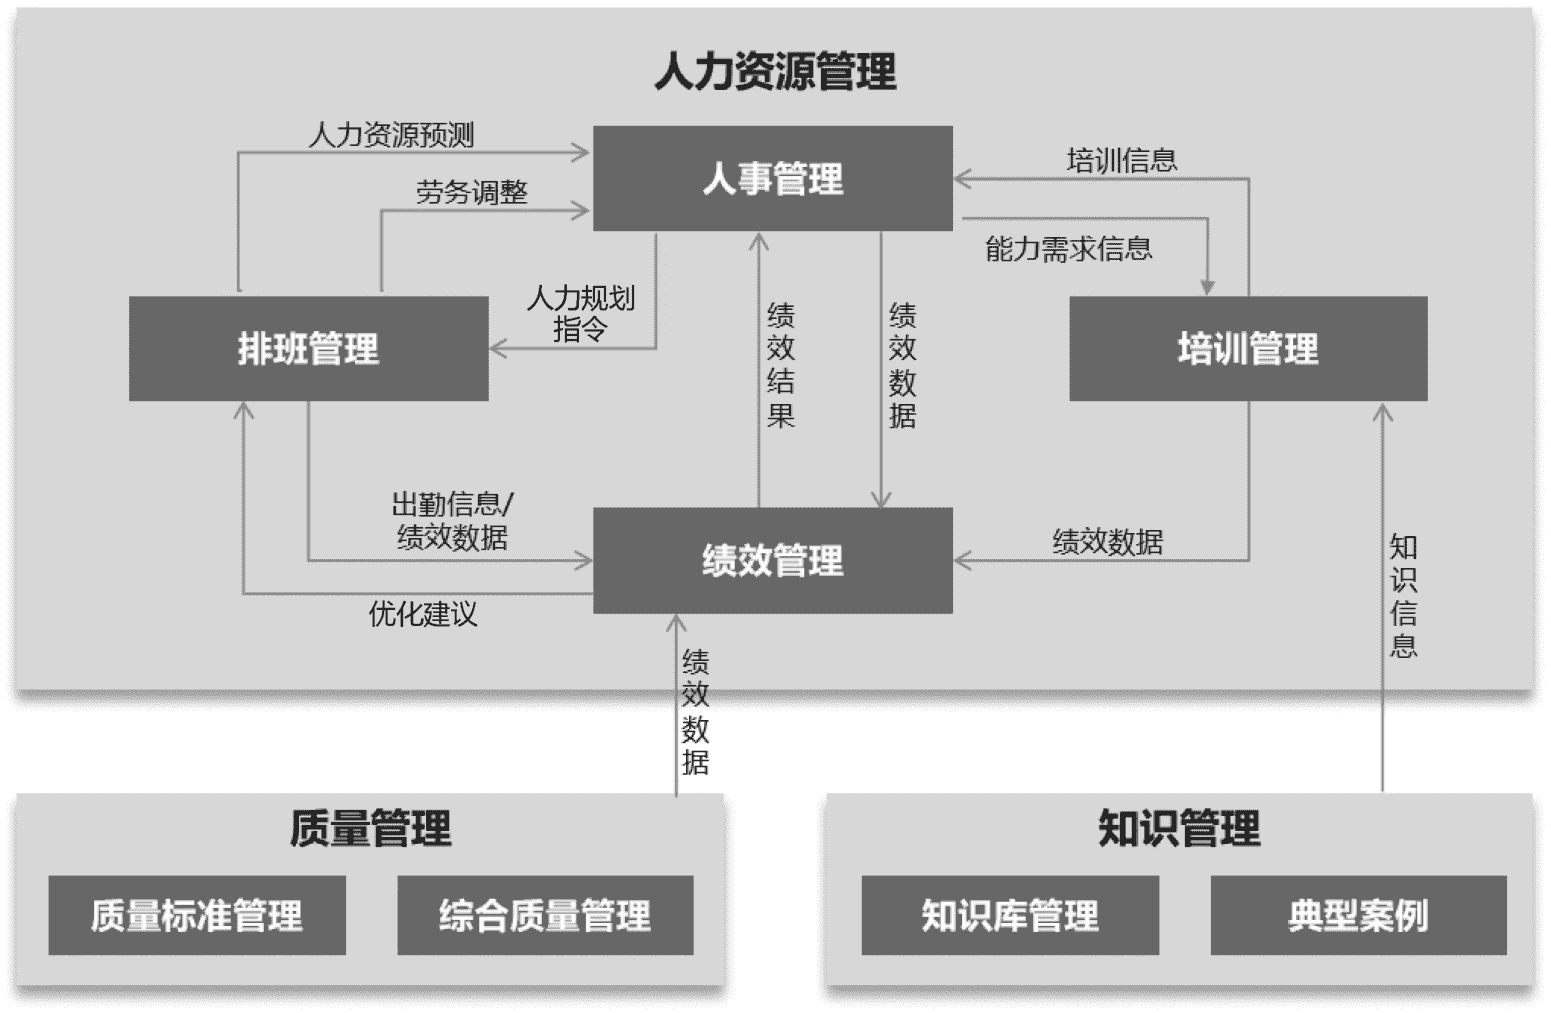 人力资源管理
人力资源预测
人事管理
培训信息
劳务调整
能力需求信息
人力规划
指令
排班管理
绩效结果
绩效数据
培训管理
出勤信息/
绩效数据
绩效管理
绩效数据
知识信息
优化建议
绩效数据
质量管理
知识管理
质量标准管理
综合质量管理
知识库管理
典型案例